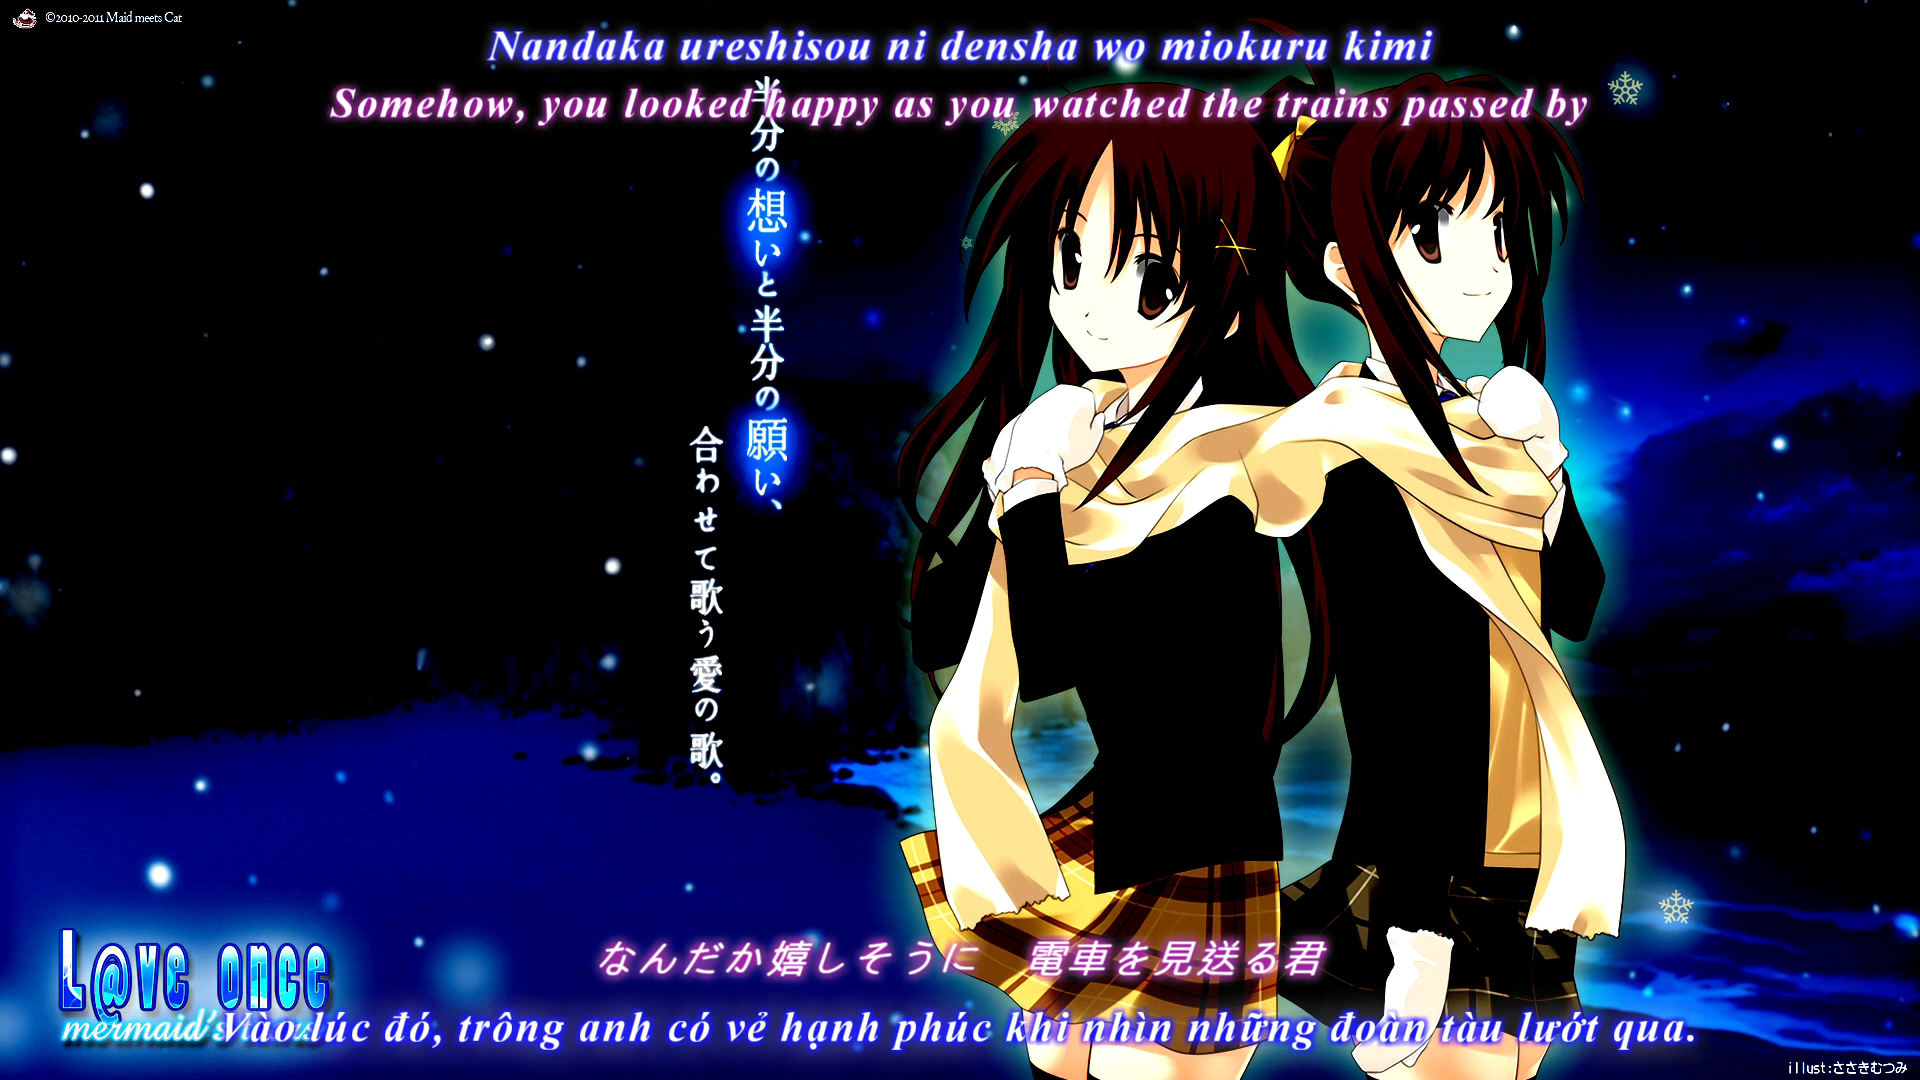 ©2010-2011 Maid meets Cat
Nandaka ureshisou ni densha wo miokuru kimi
Somehow, you looked happy as you watched the trains passed by
半分の想いと半分の願い、
合わせて歌う愛の歌。
なんだか嬉しそうに　電車を見送る君
L@ve once
mermaid's
Vào lúc đó, trông anh có vẻ hạnh phúc khi nhìn những đoàn tàu lướt qua.
illust:ささきむつみ